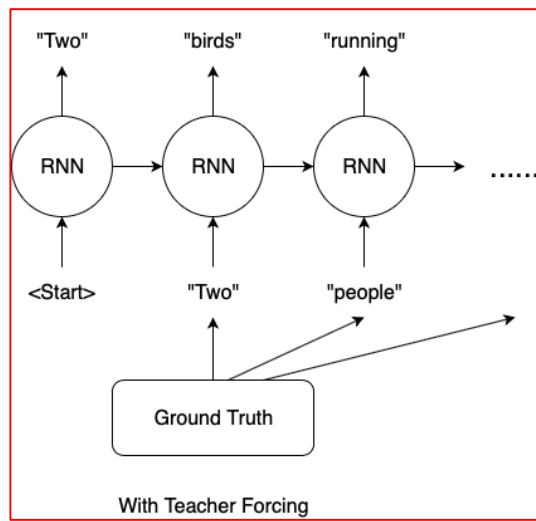 "Two" "birds" "running"
RNN RNN RNN ......
<Start> "Two" "people"
Ground Truth
With Teacher Forcing